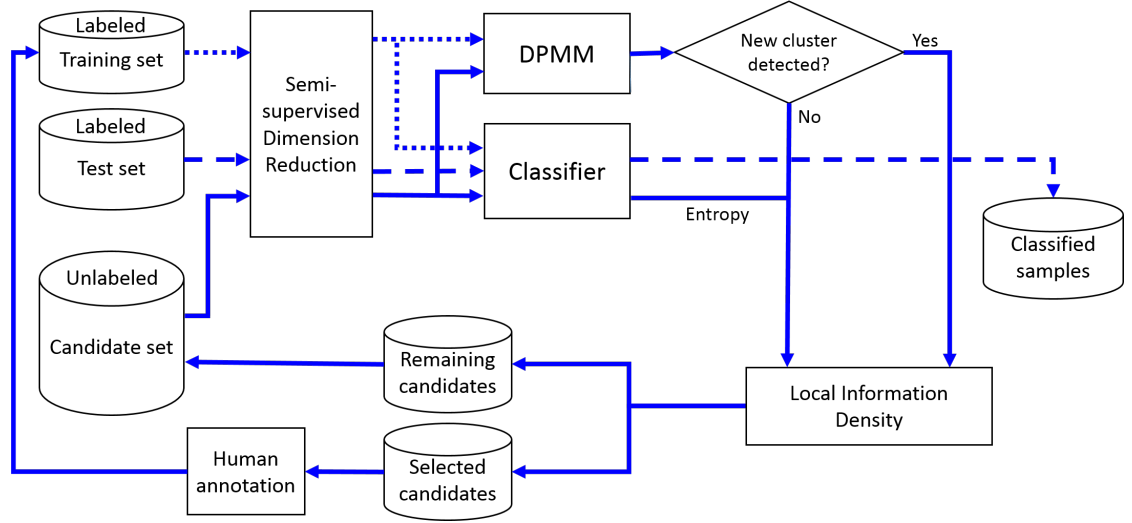 Labeled
Training set
Labeled
Test set
Unlabeled
Candidate set
Semi-
supervised
Dimension
Reduction
DPMM
Classifier
New cluster
detected?
Yes
No
Entropy
Classified
samples
Local Information
Density
Remaining
candidates
Selected
candidates
Human
annotation